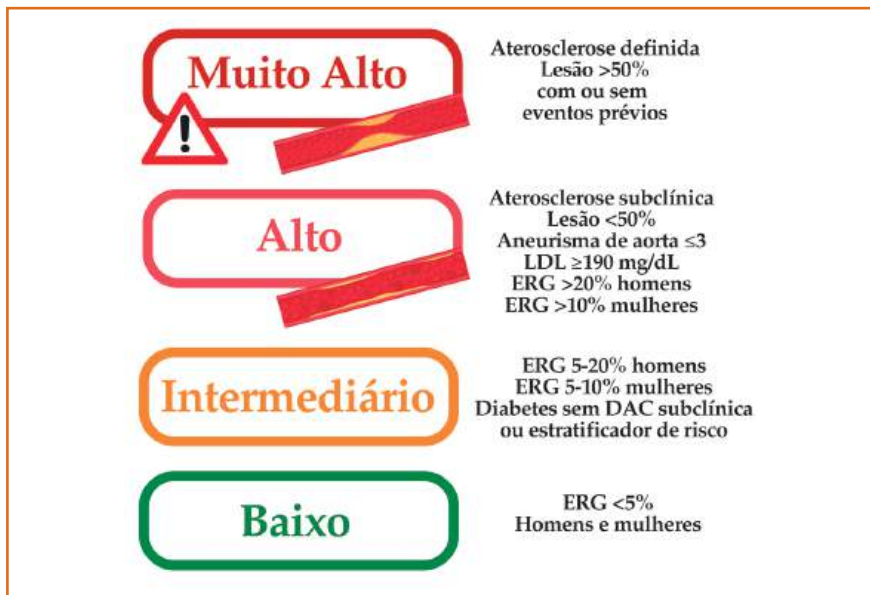 Muito Alto
!
Aterosclerose definida
Lesão >50%
com ou sem
eventos prévios
Alto
Aterosclerose subclínica
Lesão <50%
Aneurisma de aorta ≤3
LDL ≥190 mg/dL
ERG >20% homens
ERG >10% mulheres
Intermediário
ERG 5-20% homens
ERG 5-10% mulheres
Diabetes sem DAC subclínica
ou estratificador de risco
Baixo
ERG <5%
Homens e mulheres